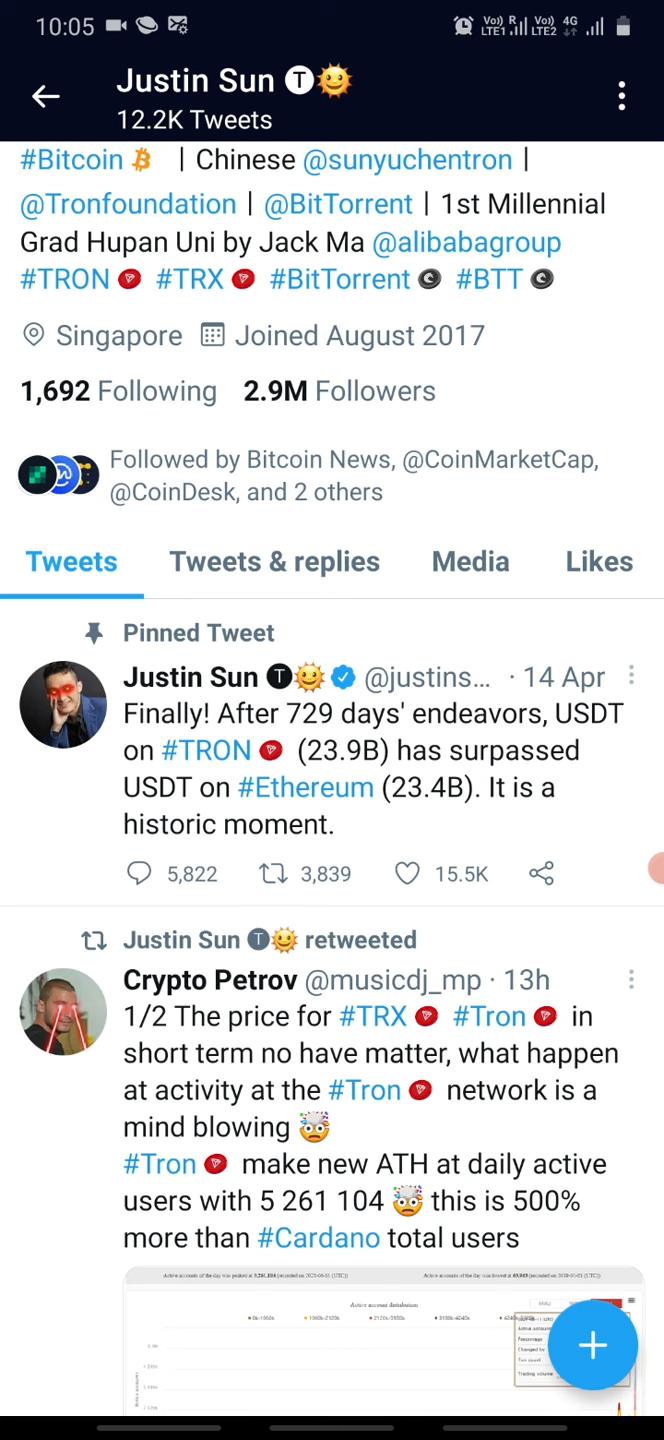 10:05
Vo) R Vo) 4G
LTE1 LTE2
Justin Sun T🌞
12.2K Tweets
#Bitcoin | Chinese @sunyuchentron |
@Tronfoundation | @BitTorrent | 1st Millennial
Grad Hupan Uni by Jack Ma @alibabagroup
#TRON #TRX #BitTorrent #BTT
Singapore Joined August 2017
1,692 Following 2.9M Followers
Followed by Bitcoin News, @CoinMarketCap,
@CoinDesk, and 2 others
Tweets Tweets & replies Media Likes
Pinned Tweet
Justin Sun T🌞 @justins... · 14 Apr
Finally! After 729 days' endeavors, USDT
on #TRON (23.9B) has surpassed
USDT on #Ethereum (23.4B). It is a
historic moment.
5,822 3,839 15.5K
Justin Sun T🌞 retweeted
Crypto Petrov @musicdj_mp · 13h
1/2 The price for #TRX #Tron in
short term no have matter, what happen
at activity at the #Tron network is a
mind blowing 🤯
#Tron make new ATH at daily active
users with 5 261 104 🤯 this is 500%
more than #Cardano total users
Active account distribution